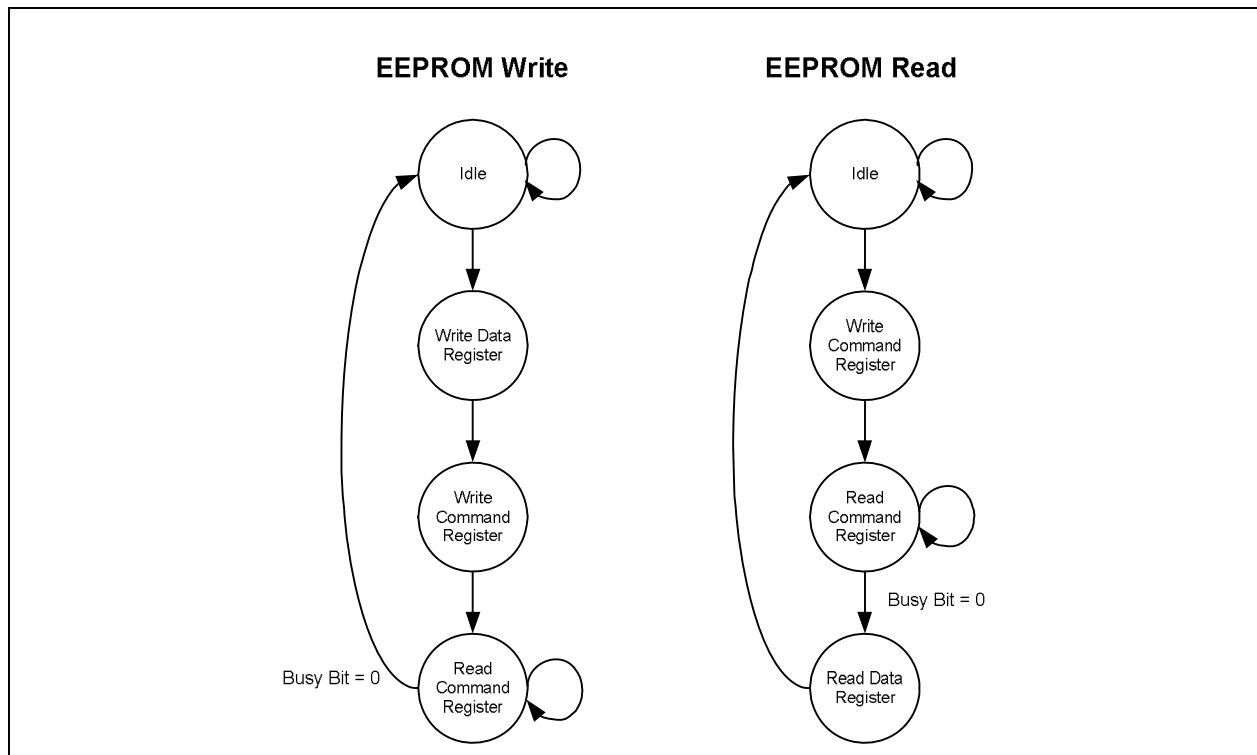 EEPROM Write
Idle
Write Data
Register
Write
Command
Register
Read
Command
Register
Busy Bit = 0
EEPROM Read
Idle
Write
Command
Register
Read
Command
Register
Busy Bit = 0
Read Data
Register